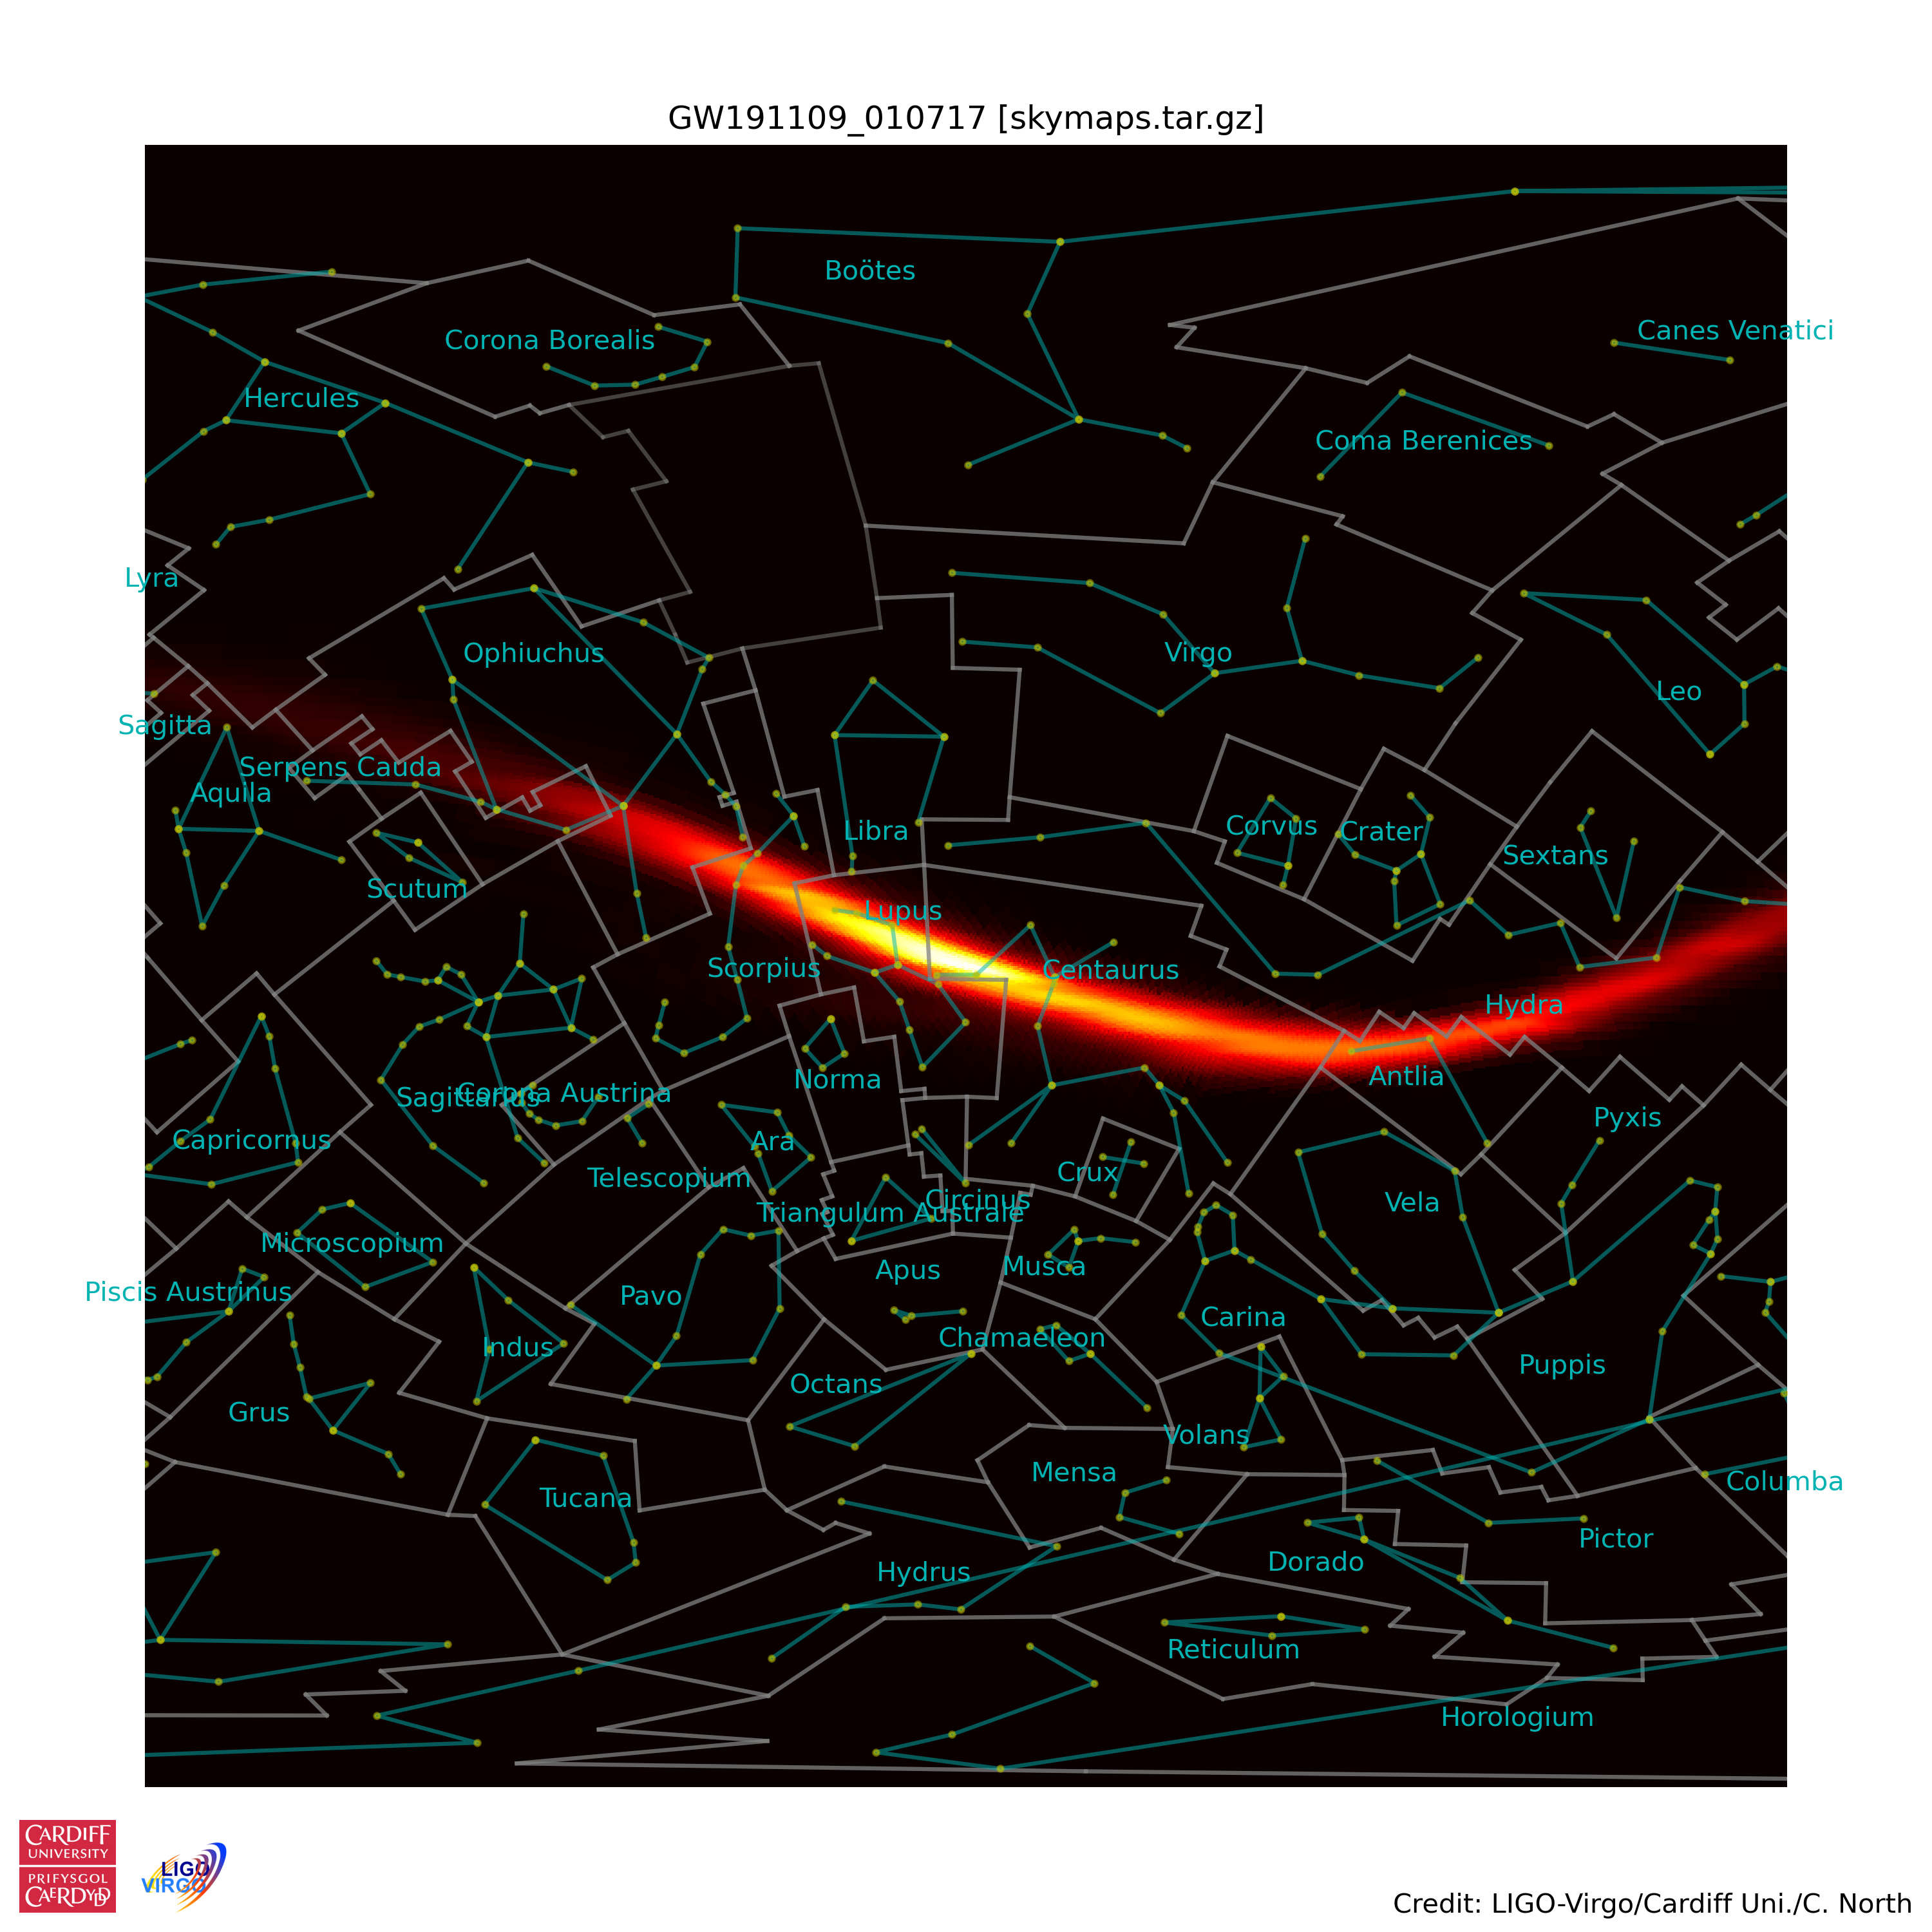 GW191109_010717 [skymaps.tar.gz]
Boötes
Canes Venatici
Corona Borealis
Hercules
Coma Berenices
Lyra
Ophiuchus
Virgo
Leo
Sagitta
Serpens Cauda
Aquila
Libra
Corvus
Crater
Sextans
Scutum
Lupus
Scorpius
Centaurus
Hydra
Norma
Antlia
Sagittarius
Corona Austrina
Pyxis
Capricornus
Ara
Telescopium
Crux
Circinus
Triangulum Australe
Vela
Microscopium
Apus
Musca
Piscis Austrinus
Pavo
Carina
Chamaeleon
Indus
Puppis
Octans
Grus
Volans
Mensa
Columba
Tucana
Pictor
Hydrus
Dorado
Reticulum
Horologium
CARDIFF
UNIVERSITY
PRIFYSGOL
CAERDYDD
LIGO
VIRGO
Credit: LIGO-Virgo/Cardiff Uni./C. North